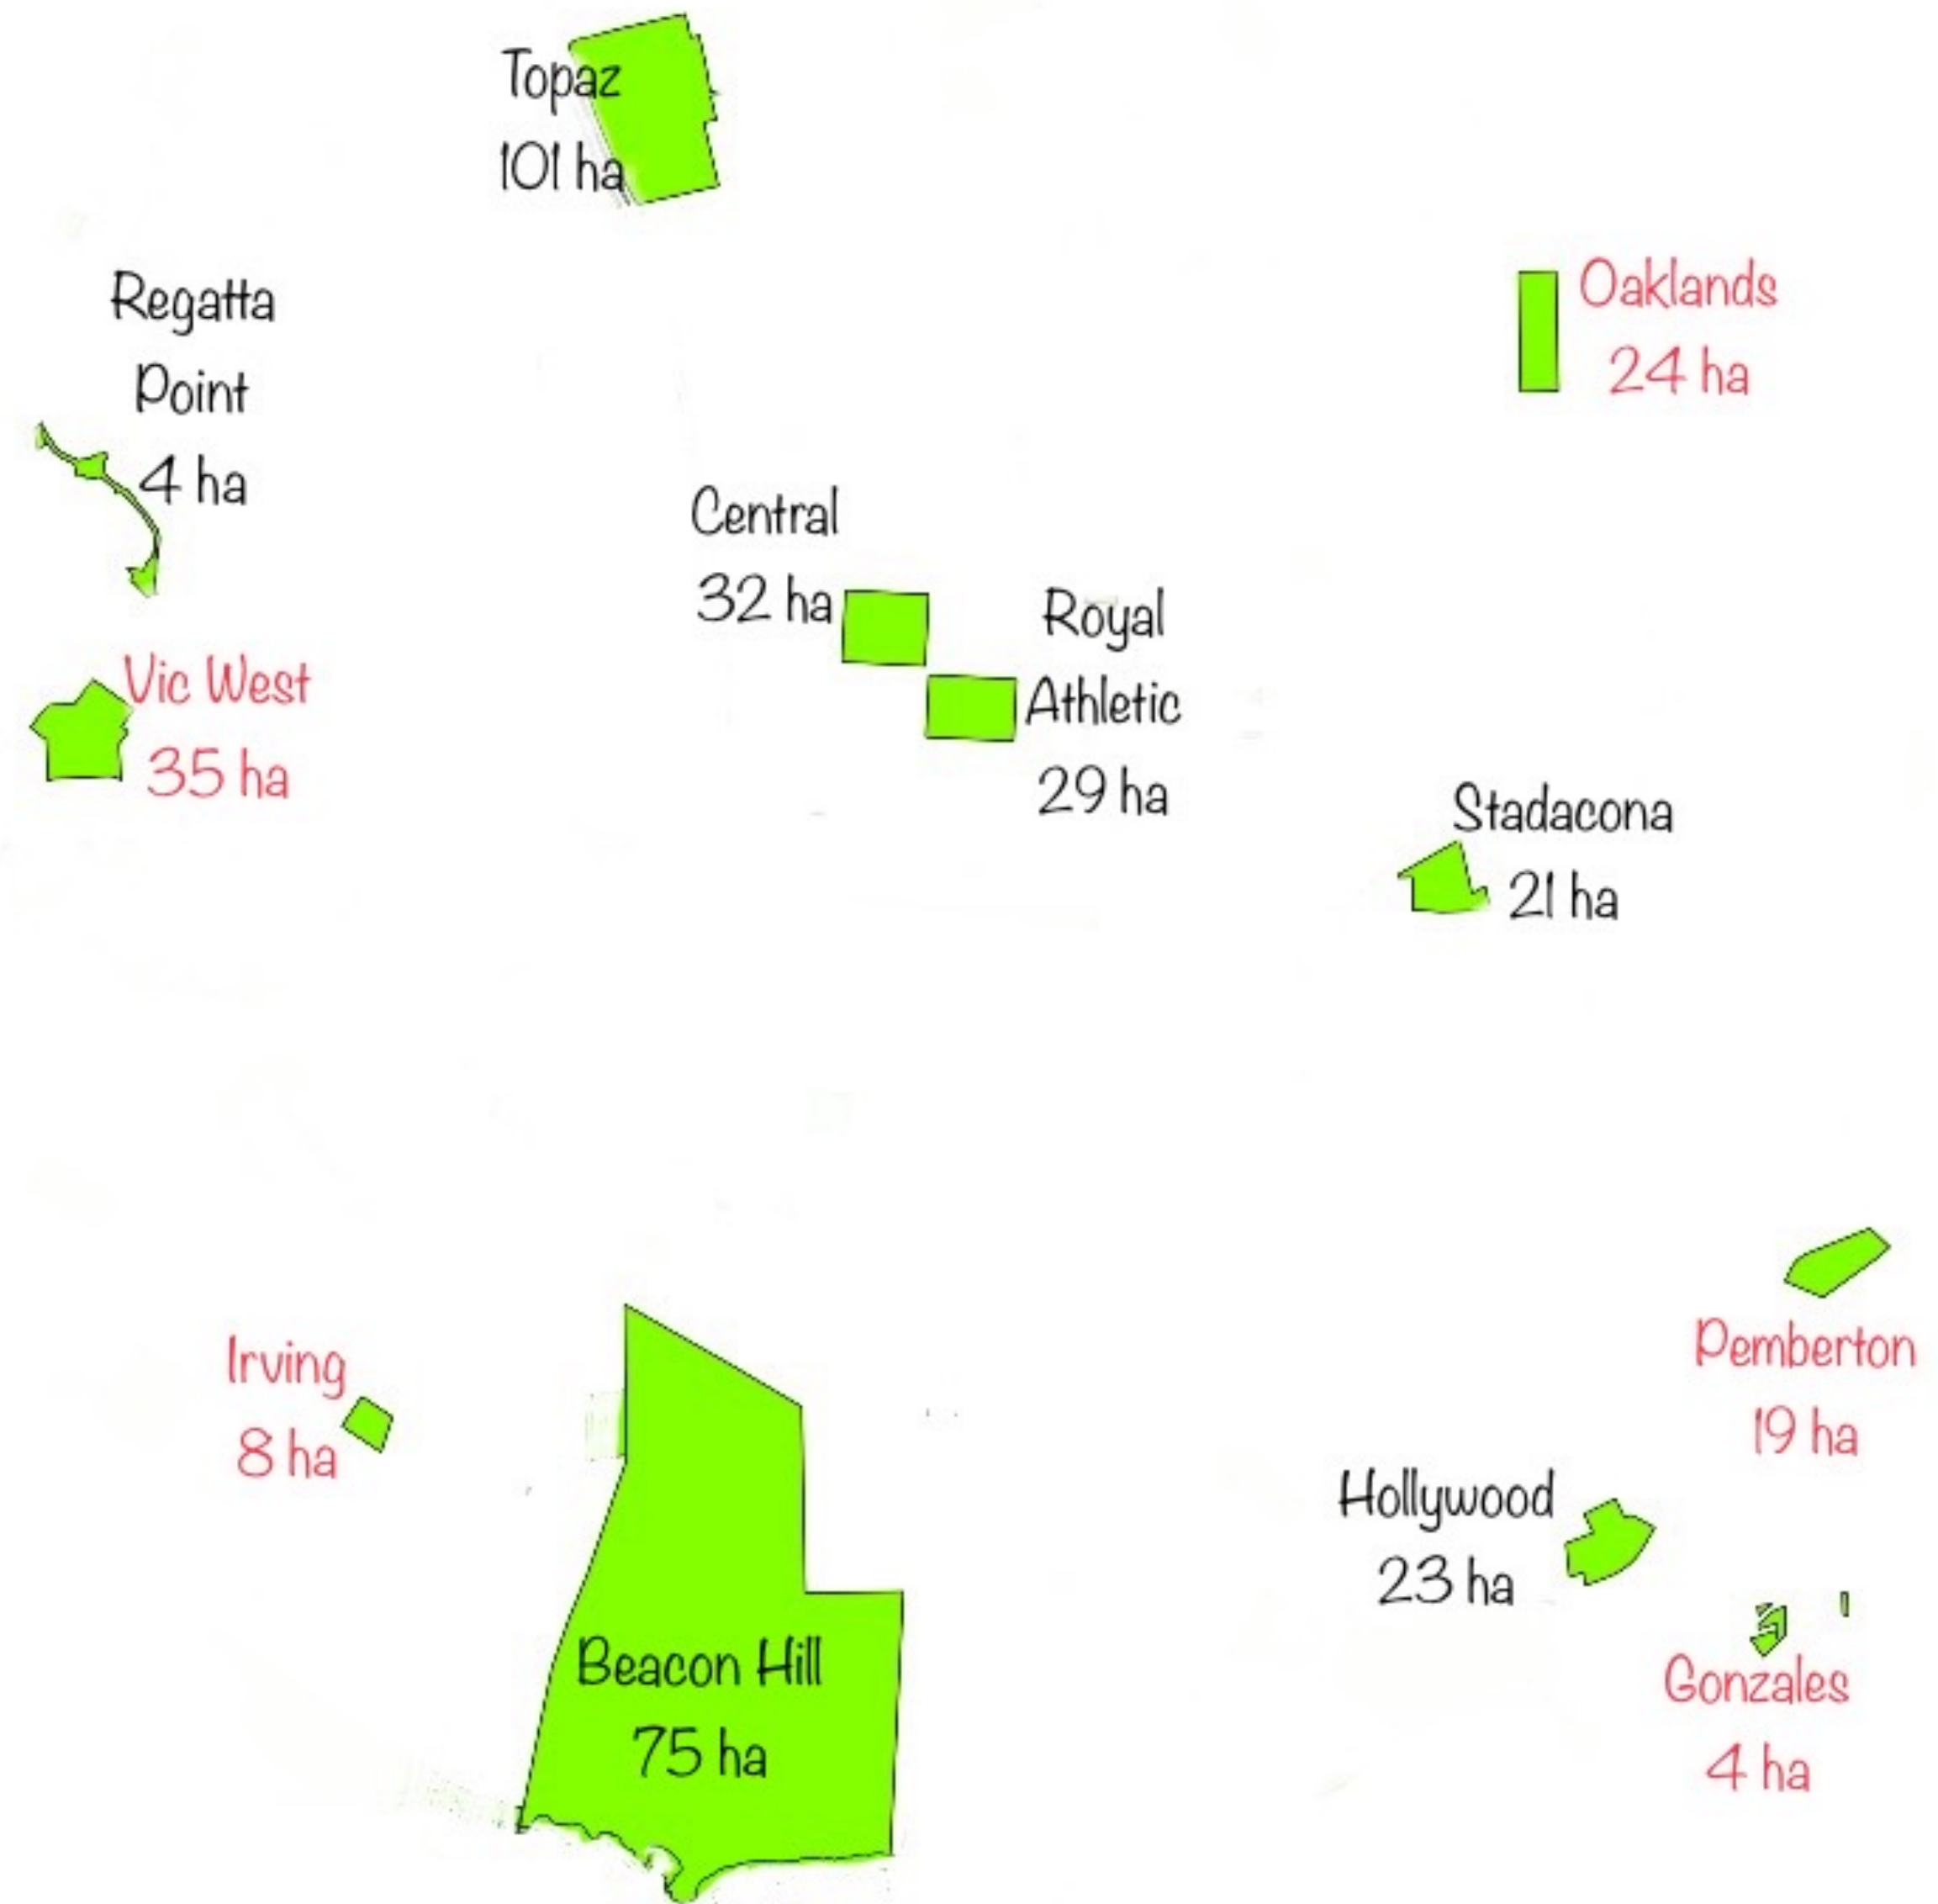 Topaz
101 ha
Regatta
Point
4 ha
Oaklands
24 ha
Central
32 ha
Royal
Athletic
29 ha
Vic West
35 ha
Stadacona
21 ha
Irving
8 ha
Beacon Hill
75 ha
Pemberton
19 ha
Hollywood
23 ha
Gonzales
4 ha